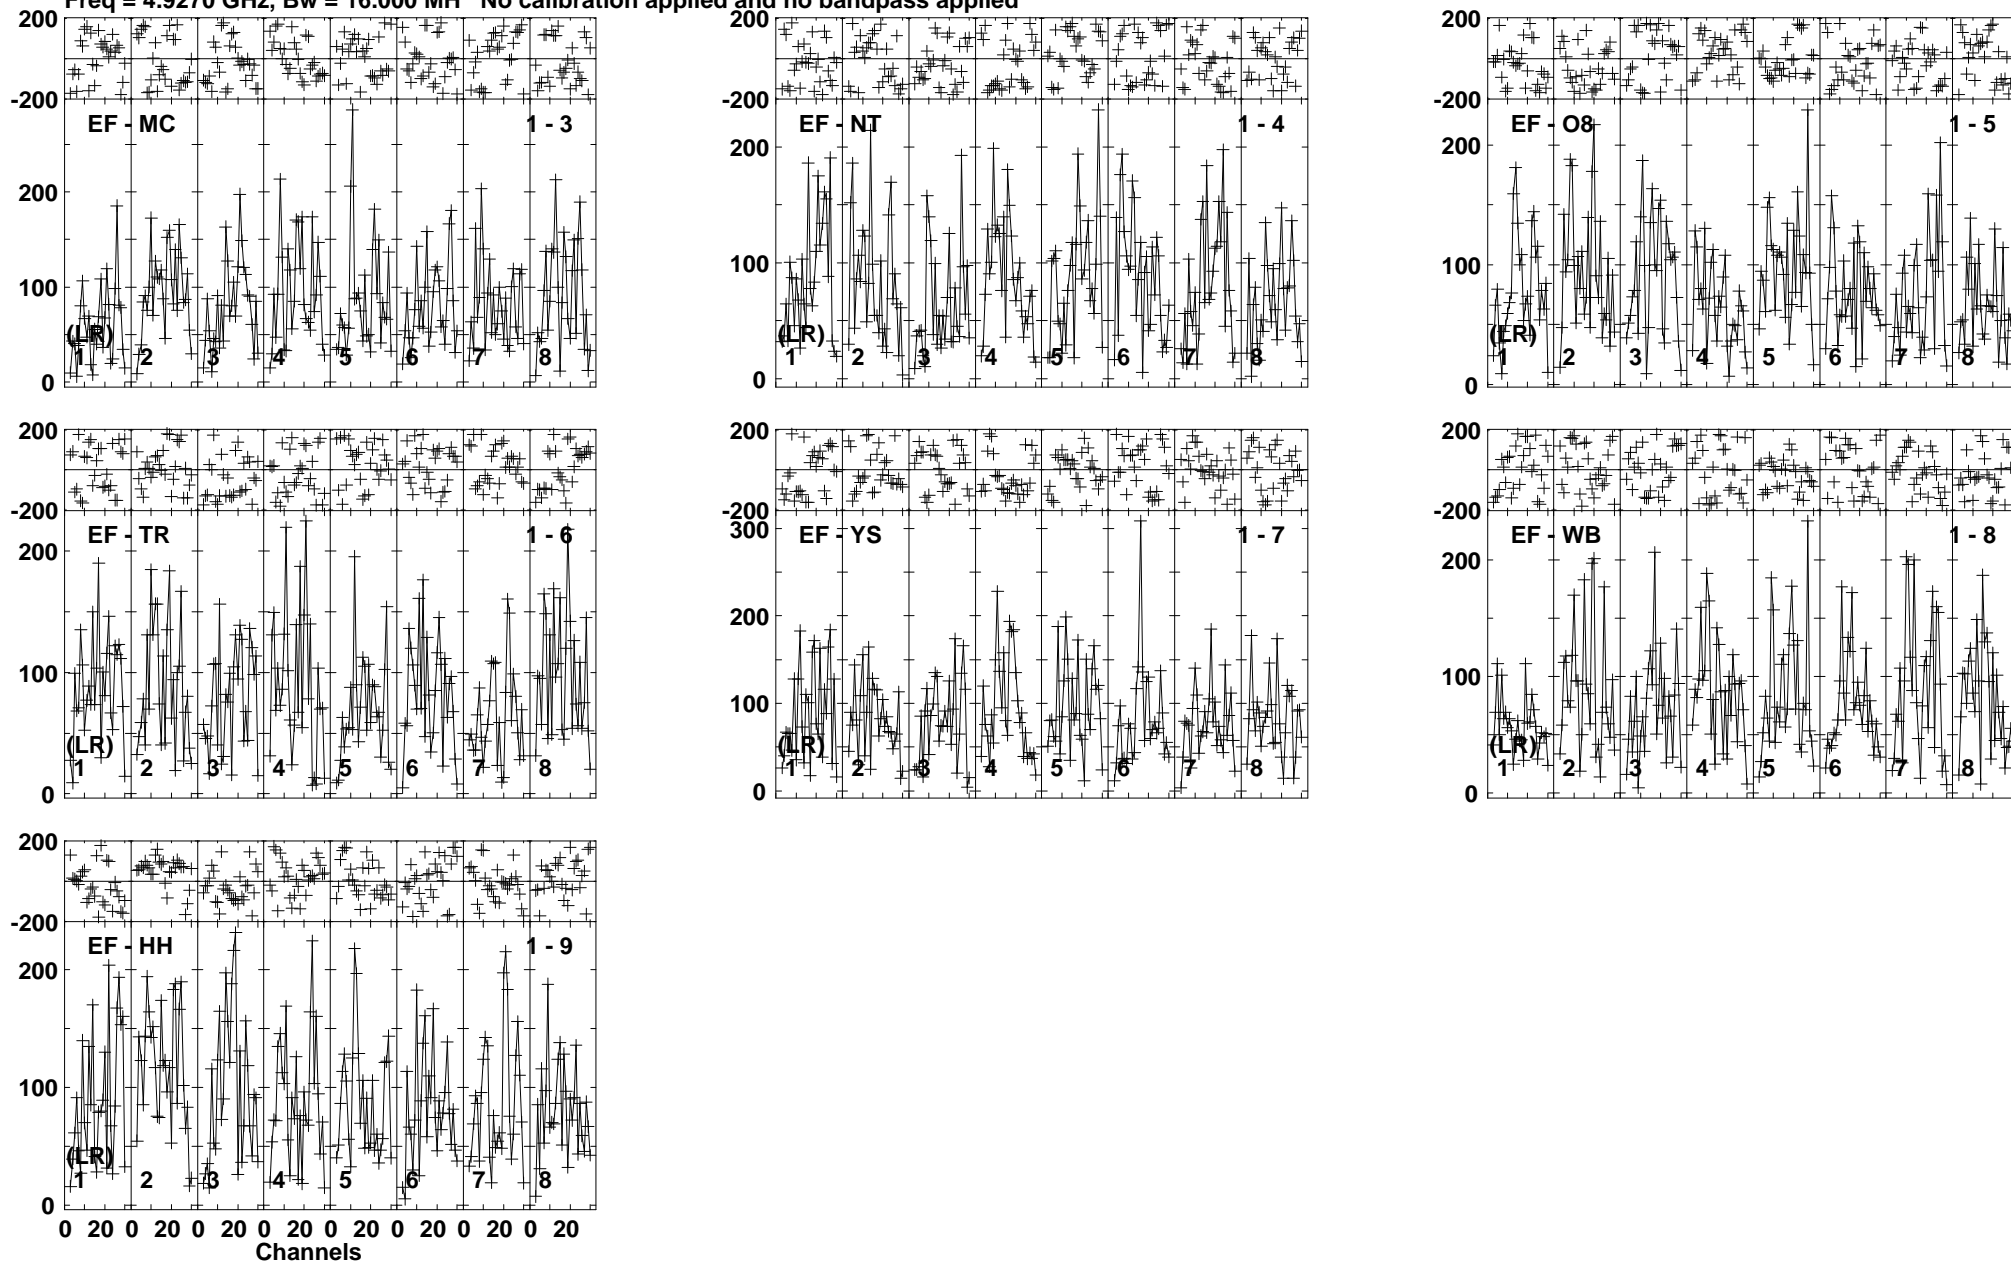 Freq = 4.9270 GHz, Bw = 16.000 MH No calibration applied and no bandpass applied
200
-200
EF - MC 1 - 3
200
100
0
(LR)
1 2 3 4 5 6 7 8
200
-200
EF - NT 1 - 4
200
100
0
(LR)
1 2 3 4 5 6 7 8
200
-200
EF - O8 1 - 5
200
100
0
(LR)
1 2 3 4 5 6 7 8
200
-200
EF - TR 1 - 6
200
100
0
(LR)
1 2 3 4 5 6 7 8
200
-200
EF - YS 1 - 7
300
200
100
0
(LR)
1 2 3 4 5 6 7 8
200
-200
EF - WB 1 - 8
200
100
0
(LR)
1 2 3 4 5 6 7 8
200
-200
EF - HH 1 - 9
200
100
0
(LR)
1 2 3 4 5 6 7 8
0 20 0 20 0 20 0 20 0 20 0 20 0 20 0 20
Channels